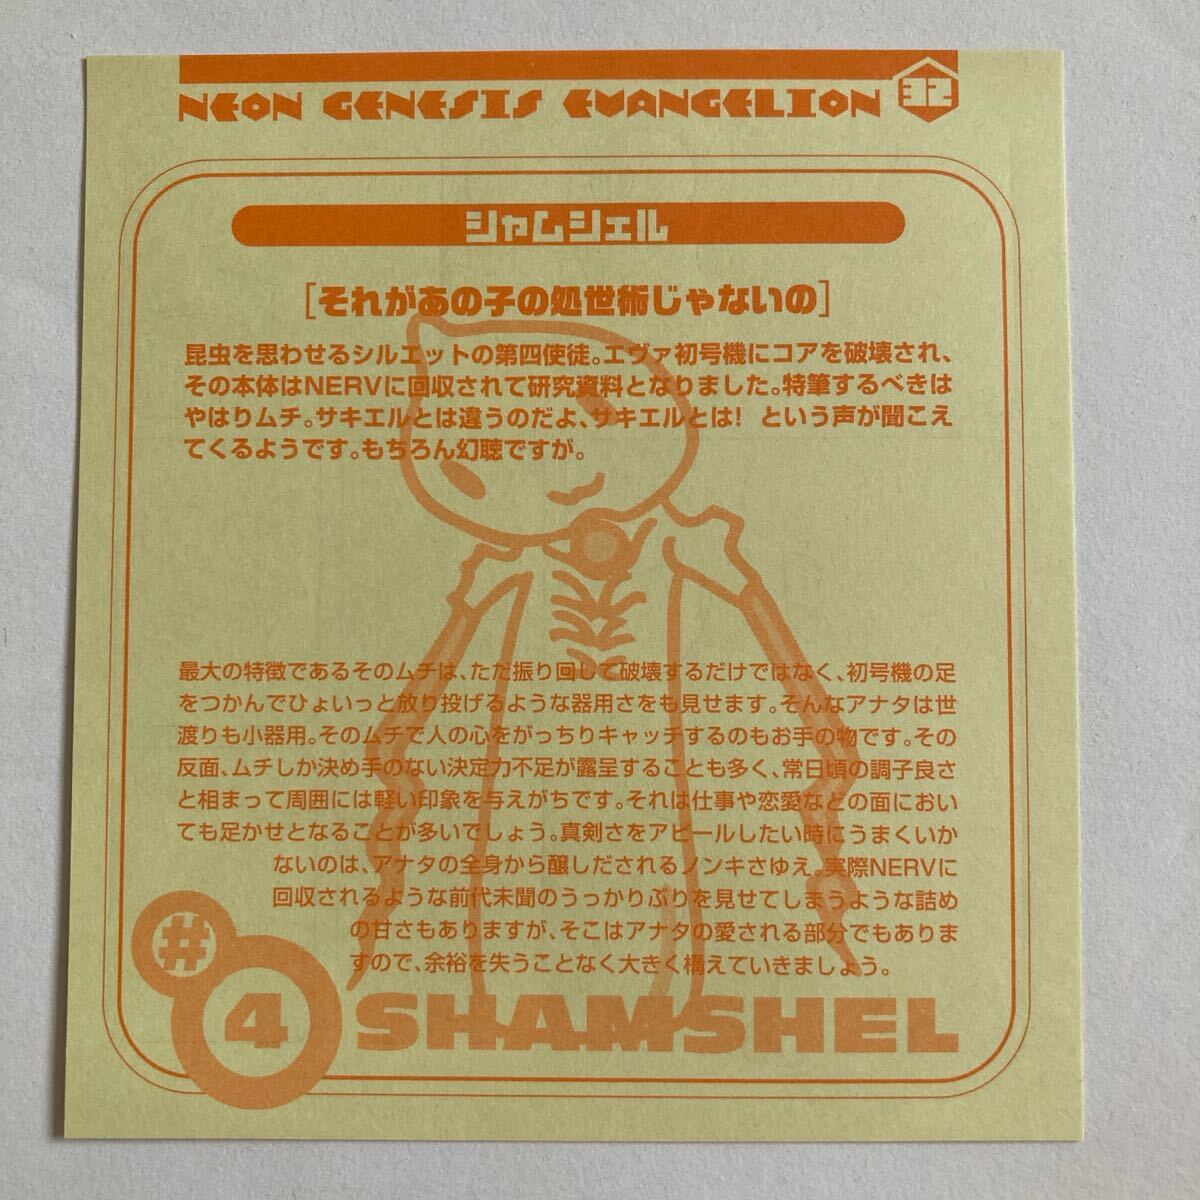 NEON GENESIS EVANGELION
シャムシェル
［それがあの子の処世術じゃないの］
昆虫を思わせるシルエットの第四使徒。エヴァ初号機にコアを破壊され、
その本体はNERVに回収されて研究資料となりました。特筆するべきは
やはりムチ。サキエルとは違うのだよ、サキエルとは! という声が聞こえ
てくるようです。もちろん幻聴ですが。
最大の特徴であるそのムチは、ただ振り回して破壊するだけではなく、初号機の足
をつかんでひょいっと放り投げるような器用さをも見せます。そんなアナタは世
渡りも小器用。そのムチで人の心をがっちりキャッチするのもお手の物です。その
反面、ムチしか決め手のない決定力不足が露呈することも多く、常日頃の調子良さ
と相まって周囲には軽い印象を与えがちです。それは仕事や恋愛などの面におい
ても足かせとなることが多いでしょう。真剣さをアピールしたい時にうまくいか
ないのは、アナタの全身から醸しだされるノンキさゆえ。実際NERVに
回収されるような前代未聞のうっかりぶりを見せてしまうような詰め
の甘さもありますが、そこはアナタの愛される部分でもありま
すので、余裕を失うことなく大きく構えていきましょう。
#4 SHAMSHEL